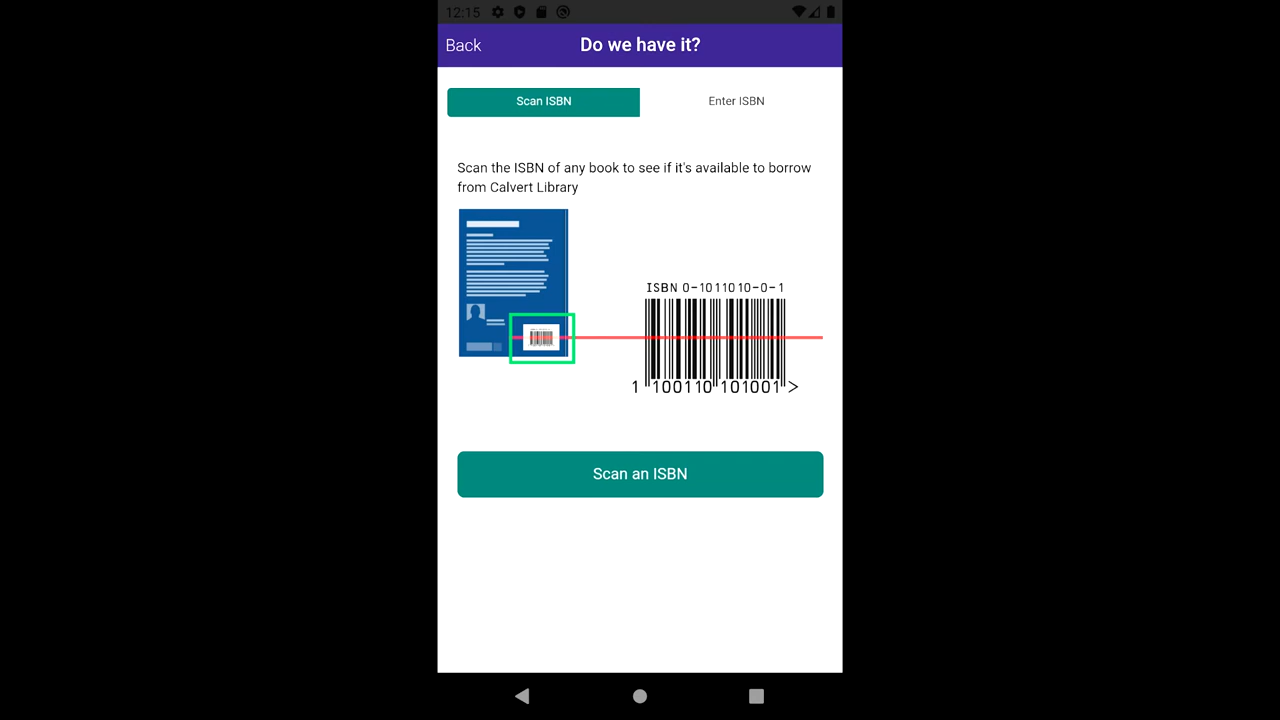 12:15
Back
Do we have it?
Scan ISBN
Enter ISBN
Scan the ISBN of any book to see if it's available to borrow
from Calvert Library
ISBN 0-1011010-0-1
1 100110 101001>
Scan an ISBN